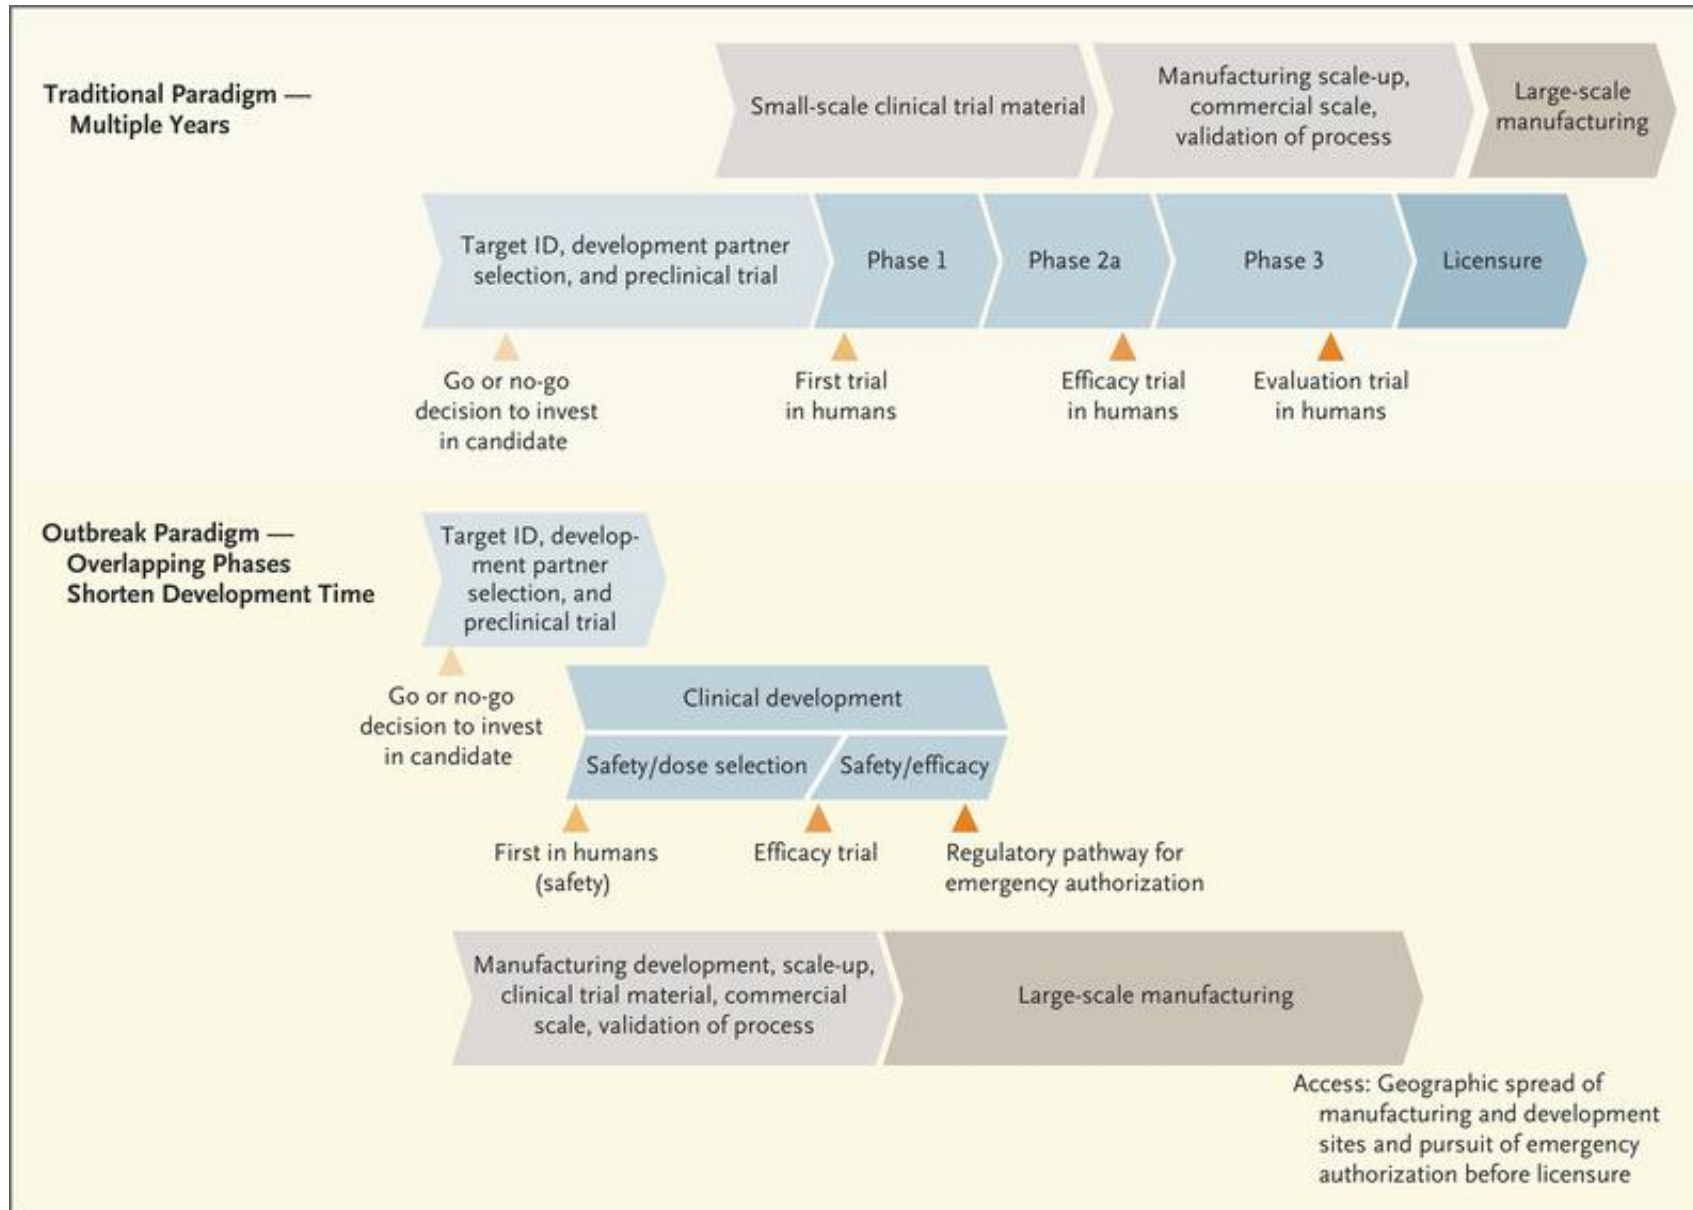 Traditional Paradigm —
Multiple Years
Small-scale clinical trial material
Manufacturing scale-up,
commercial scale,
validation of process
Large-scale
manufacturing
Target ID, development partner
selection, and preclinical trial
Phase 1
Phase 2a
Phase 3
Licensure
Go or no-go
decision to invest
in candidate
First trial
in humans
Efficacy trial
in humans
Evaluation trial
in humans
Outbreak Paradigm —
Overlapping Phases
Shorten Development Time
Target ID, develop-
ment partner
selection, and
preclinical trial
Go or no-go
decision to invest
in candidate
Clinical development
Safety/dose selection
Safety/efficacy
First in humans
(safety)
Efficacy trial
Regulatory pathway for
emergency authorization
Manufacturing development, scale-up,
clinical trial material, commercial
scale, validation of process
Large-scale manufacturing
Access: Geographic spread of
manufacturing and development
sites and pursuit of emergency
authorization before licensure